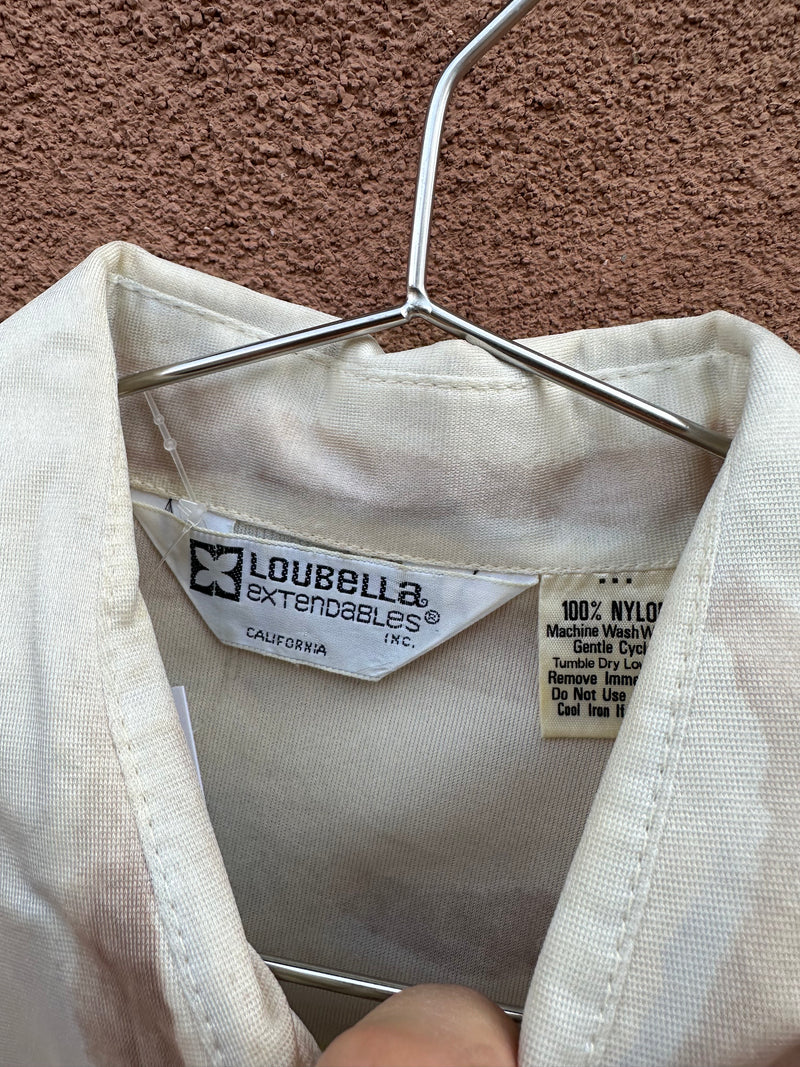 LOUBELLA
EXTENDABLES®
INC.
CALIFORNIA
100% NYLO
Machine Wash W
Gentle Cycl
Tumble Dry Lo
Remove Imme
Do Not Use
Cool Iron If